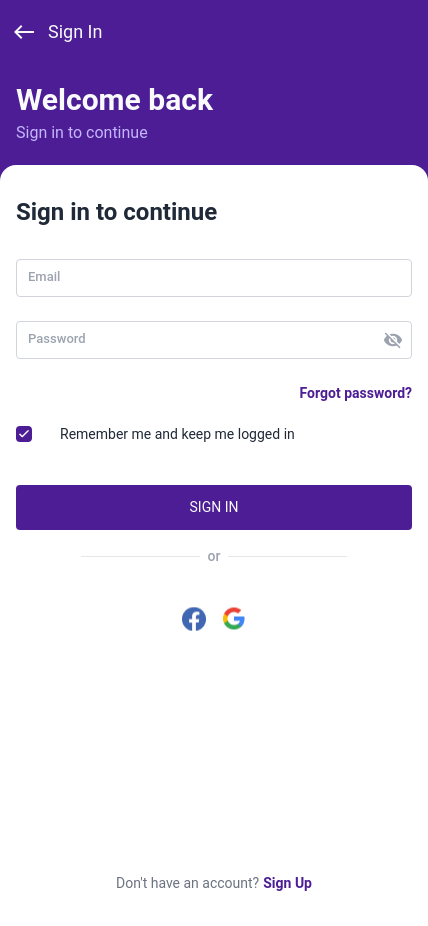 Sign In
Welcome back
Sign in to continue
Sign in to continue
Email
Password
Forgot password?
Remember me and keep me logged in
SIGN IN
or
Don't have an account? Sign Up